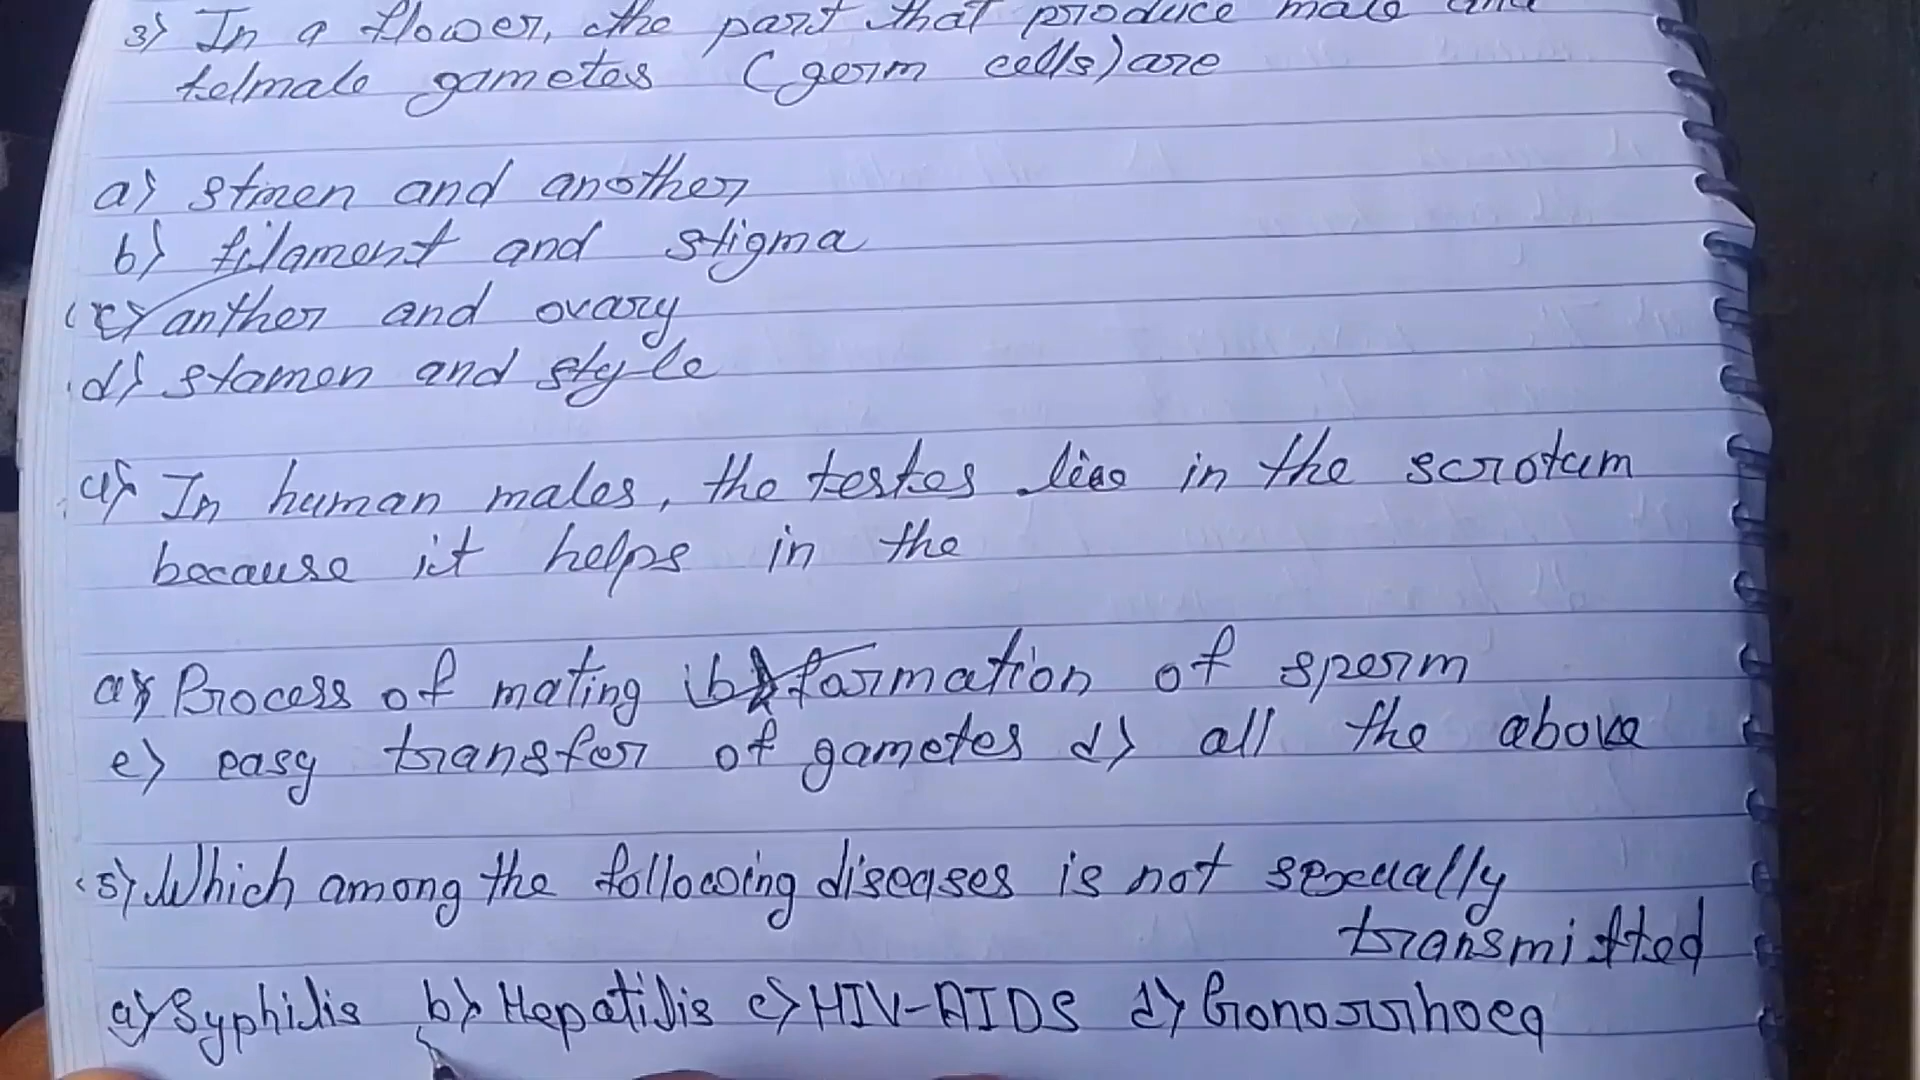 3) In a flower, the part that produce male and
felmale gametes (germ cells) are
a) stmen and another
b) filament and stigma
c) anther and ovary
d) stamen and style
4) In human males, the testes lies in the scrotum
because it helps in the
a) Process of mating b) formation of sperm
e) easy transfer of gametes d) all the above
5) Which among the following diseases is not sexually
transmitted
a) Syphilis b) Hepatitis c) HIV-AIDS d) Gonorrhoea